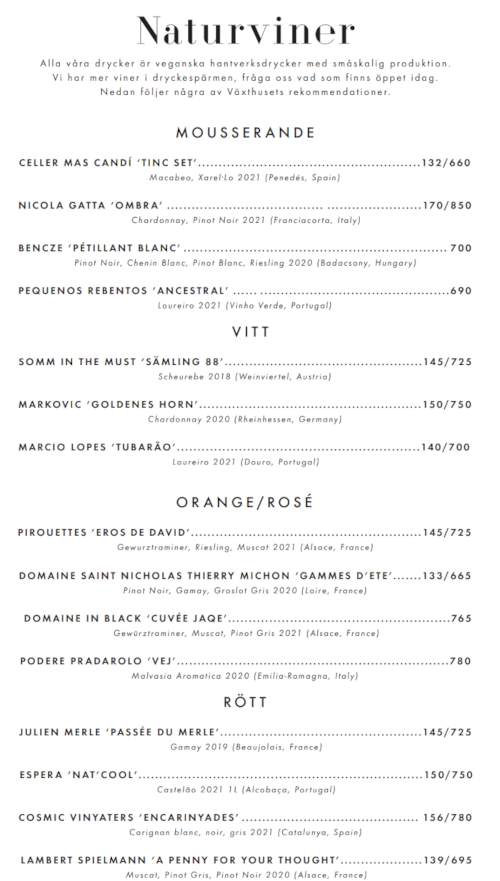 Naturviner
Alla våra drycker är veganska hantverksdrycker med småskalig produktion.
Vi har mer viner i dryckespärmen, fråga oss vad som finns öppet idag.
Nedan följer några av Växthusets rekommendationer.
MOUSSERANDE
CELLER MAS CANDÍ 'TINC SET'......................................................132/660
Macabeo, Xarel·Lo 2021 (Penedés, Spain)
NICOLA GATTA 'OMBRA' ...................................... .......................170/850
Chardonnay, Pinot Noir 2021 (Franciacorta, Italy)
BENCZE 'PÉTILLANT BLANC' ................................................................ 700
Pinot Noir, Chenin Blanc, Pinot Blanc, Riesling 2020 (Badacsony, Hungary)
PEQUENOS REBENTOS 'ANCESTRAL' ...... ..............................................690
Loureiro 2021 (Vinho Verde, Portugal)
VITT
SOMM IN THE MUST 'SÄMLING 88'................................................145/725
Scheurebe 2018 (Weinviertel, Austria)
MARKOVIC 'GOLDENES HORN'......................................................150/750
Chardonnay 2020 (Rheinhessen, Germany)
MARCIO LOPES 'TUBARÃO'...........................................................140/700
Loureiro 2021 (Douro, Portugal)
ORANGE/ROSÉ
PIROUETTES 'EROS DE DAVID'........................................................145/725
Gewurztraminer, Riesling, Muscat 2021 (Alsace, France)
DOMAINE SAINT NICHOLAS THIERRY MICHON 'GAMMES D'ETE'.......133/665
Pinot Noir, Gamay, Groslot Gris 2020 (Loire, France)
DOMAINE IN BLACK 'CUVÉE JAQE'......................................................765
Gewürztraminer, Muscat, Pinot Gris 2021 (Alsace, France)
PODERE PRADAROLO 'VEJ'..................................................................780
Malvasia Aromatica 2020 (Emilia-Romagna, Italy)
RÖTT
JULIEN MERLE 'PASSÉE DU MERLE'.................................................145/725
Gamay 2019 (Beaujolais, France)
ESPERA 'NAT'COOL'.....................................................................150/750
Castelão 2021 1L (Alcobaça, Portugal)
COSMIC VINYATERS 'ENCARINYADES' ........................................... 156/780
Carignan blanc, noir, gris 2021 (Catalunya, Spain)
LAMBERT SPIELMANN 'A PENNY FOR YOUR THOUGHT'....................139/695
Muscat, Pinot Gris, Pinot Noir 2020 (Alsace, France)